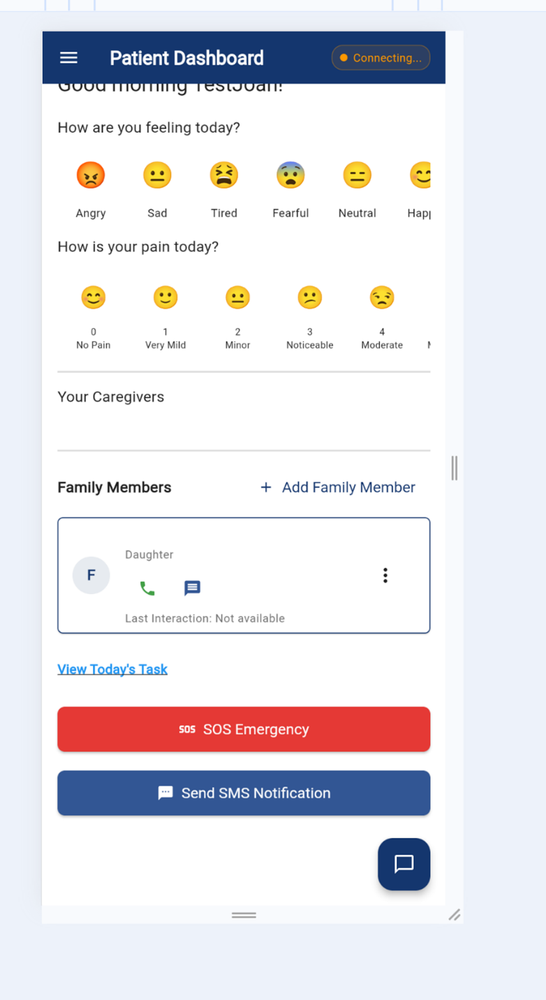 Patient Dashboard
Connecting...
Good morning TestJoan!
How are you feeling today?
Angry Sad Tired Fearful Neutral Happ
How is your pain today?
0 1 2 3 4
No Pain Very Mild Minor Noticeable Moderate
Your Caregivers
Family Members + Add Family Member
F
Daughter
Last Interaction: Not available
View Today's Task
SOS SOS Emergency
Send SMS Notification